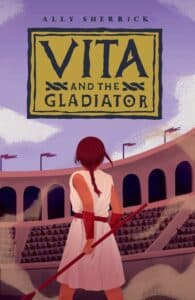 ALLY SHERRICK
VITA
AND THE
GLADIATOR